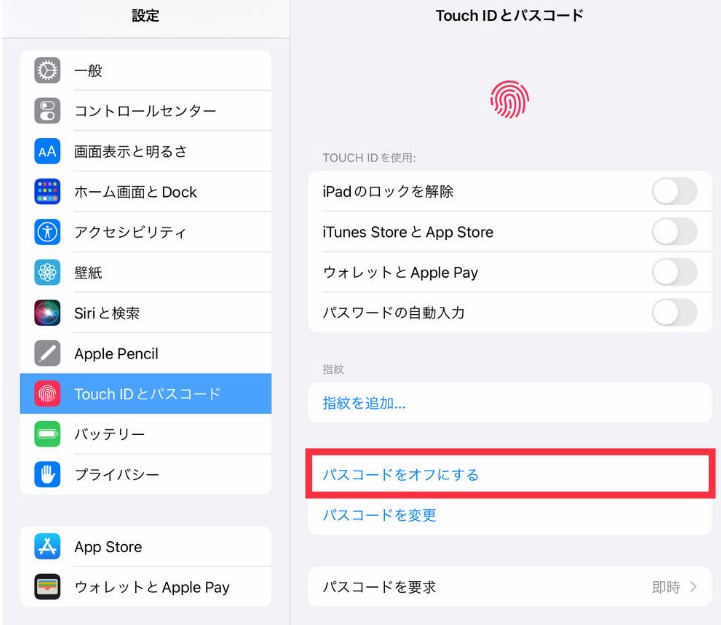 設定
一般
コントロールセンター
AA
画面表示と明るさ
ホーム画面とDock
アクセシビリティ
壁紙
Siriと検索
Apple Pencil
Touch IDとパスコード
バッテリー
プライバシー
App Store
ウォレットとApple Pay
Touch IDとパスコード
TOUCH IDを使用:
iPadのロックを解除
iTunes StoreとApp Store
ウォレットとApple Pay
パスワードの自動入力
指紋
指紋を追加...
パスコードをオフにする
パスコードを変更
パスコードを要求 即時